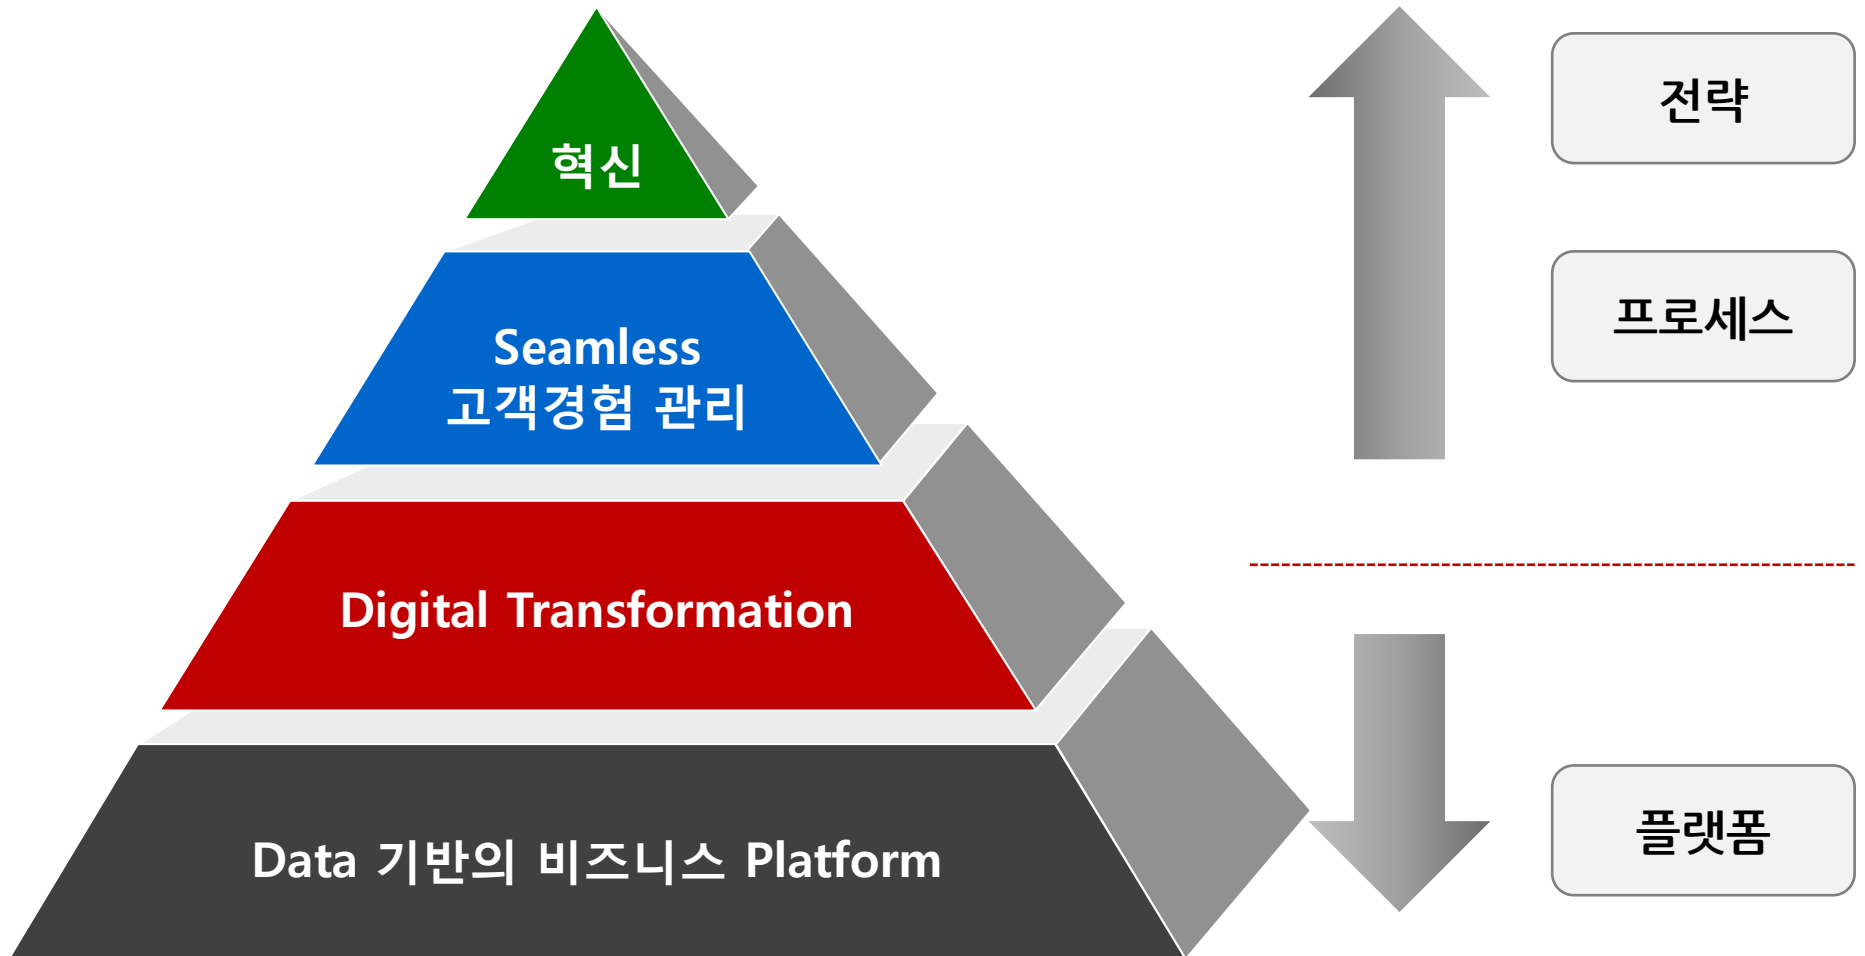 혁신
Seamless
고객경험 관리
Digital Transformation
Data 기반의 비즈니스 Platform
전략
프로세스
플랫폼